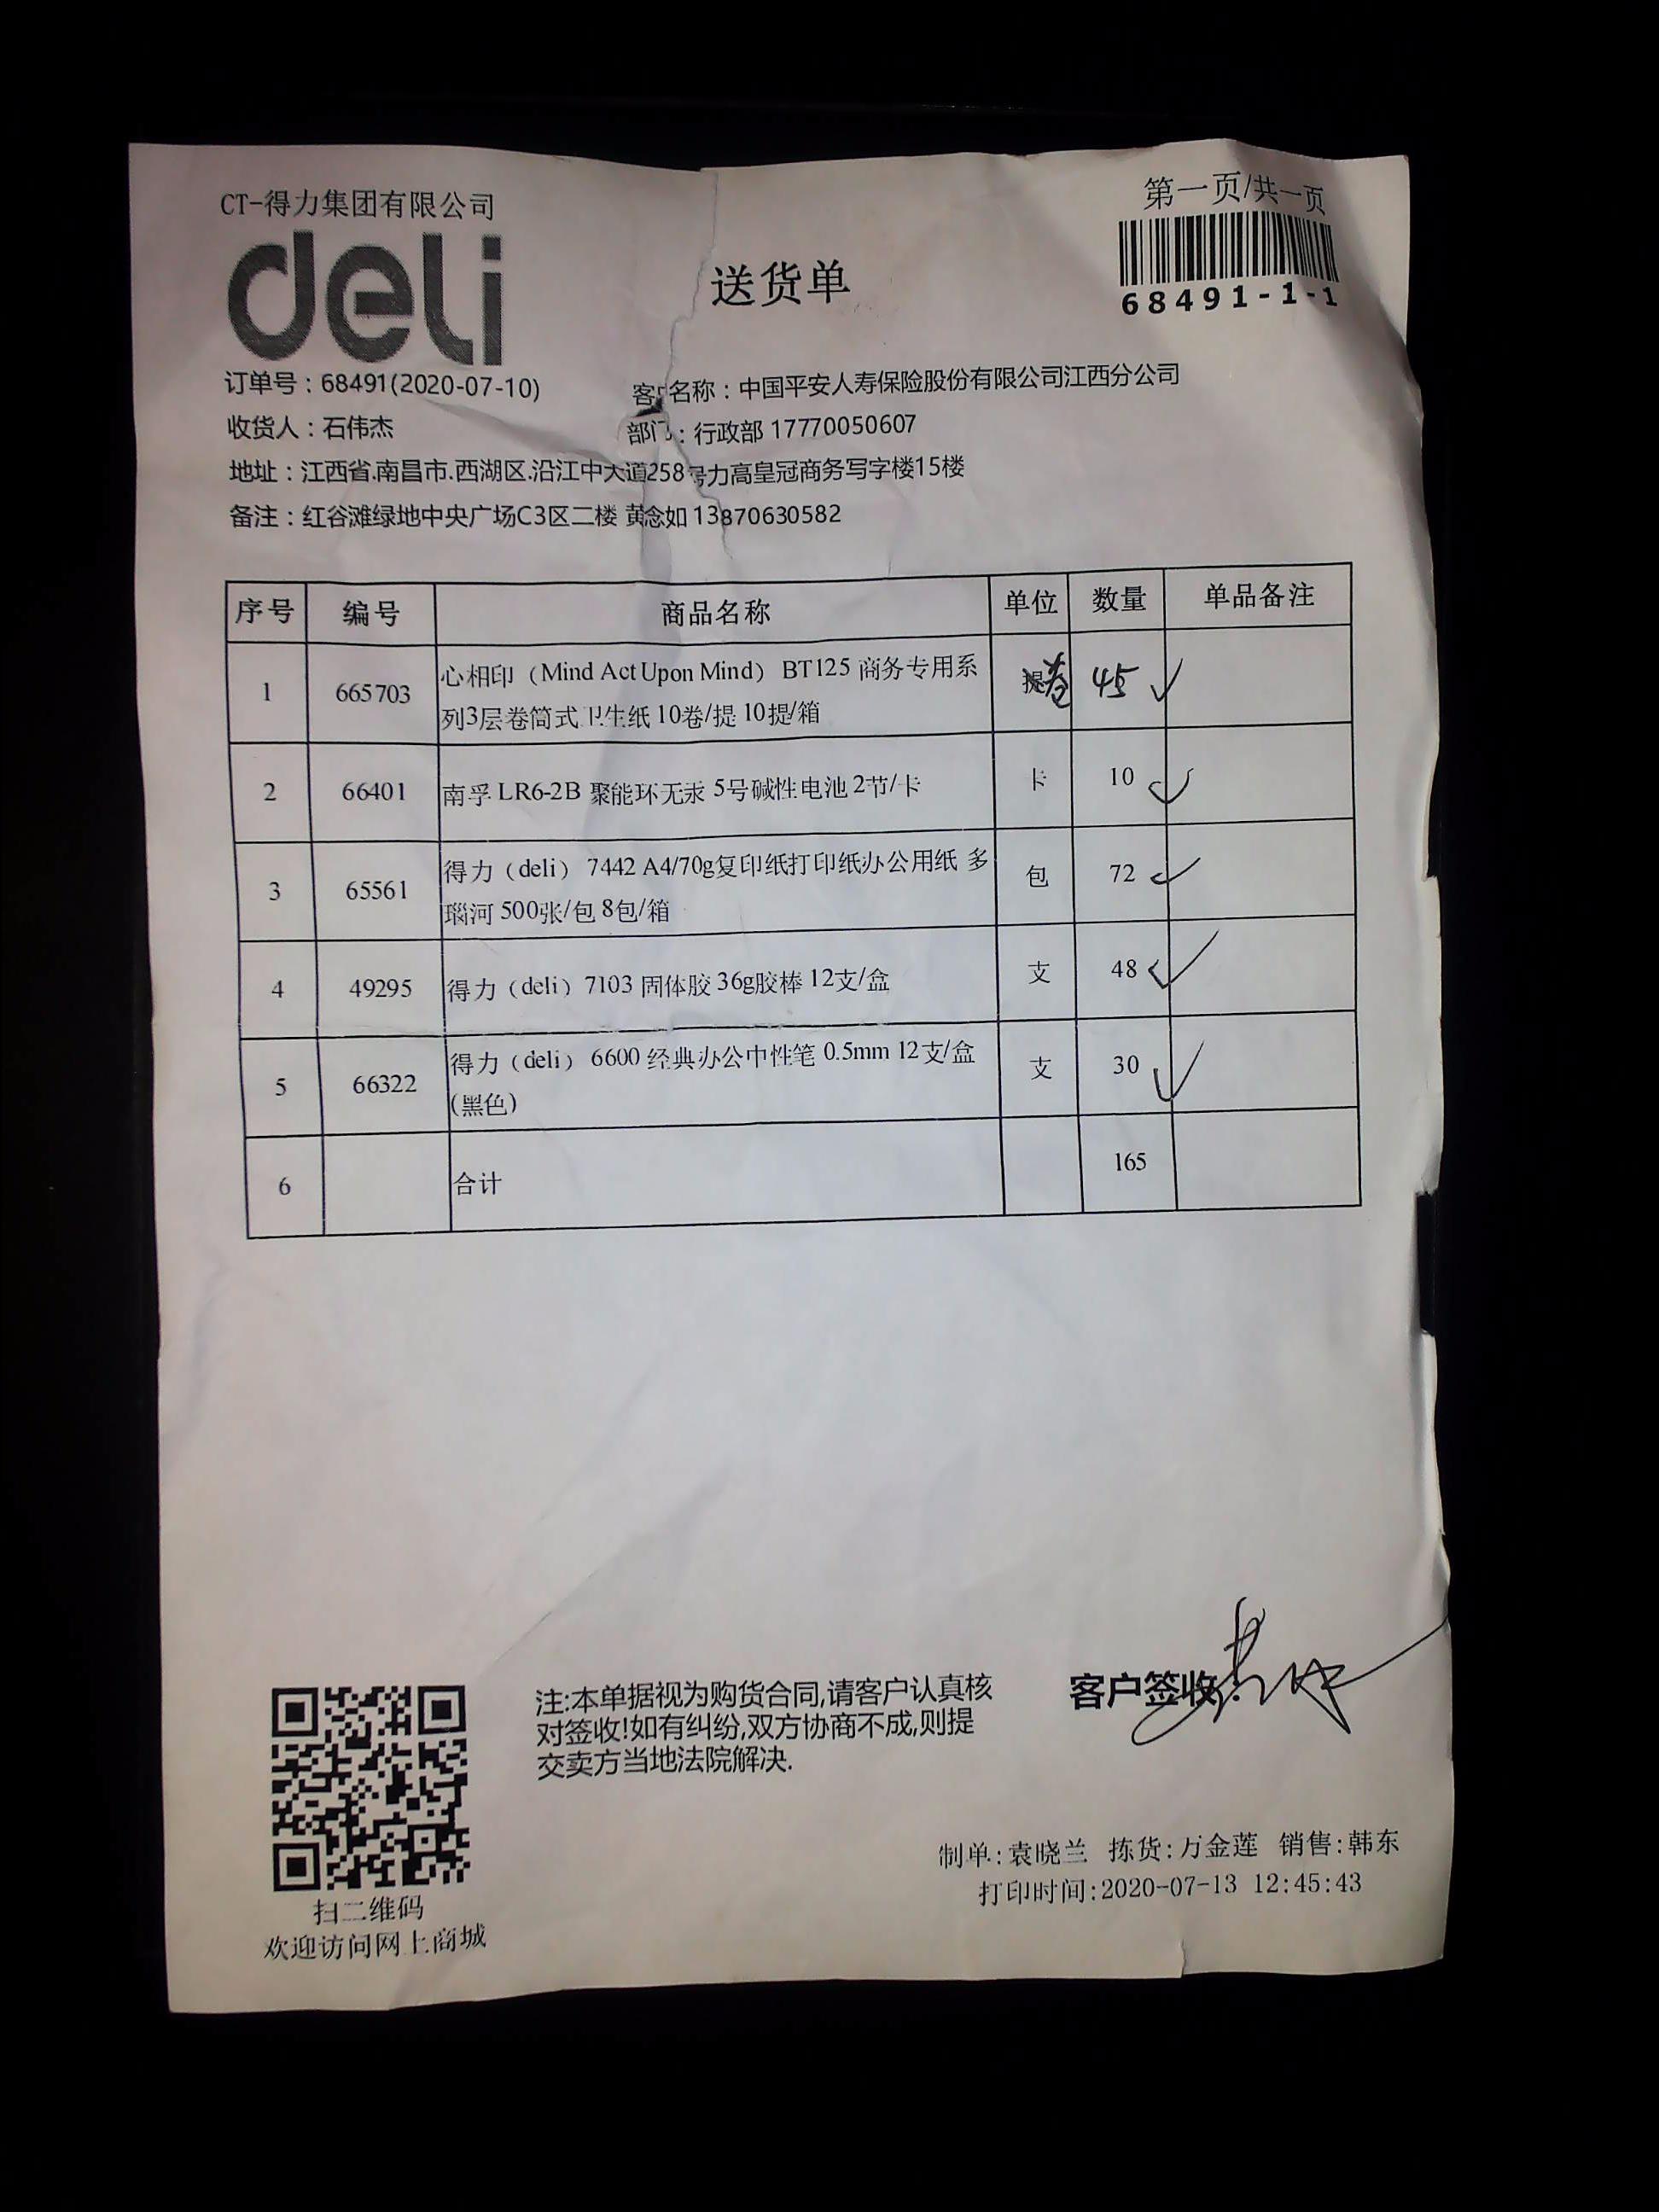 CT-得力集团有限公司
第一页/共一页
deli
送货单
68491-1-1
订单号：68491(2020-07-10)
客户名称：中国平安人寿保险股份有限公司江西分公司
收货人：石伟杰
部门：行政部 17770050607
地址：江西省.南昌市.西湖区.沿江中大道258号力高皇冠商务写字楼15楼
备注：红谷滩绿地中央广场C3区二楼 黄念如 13870630582
序号 编号 商品名称 单位 数量 单品备注
1 665703 心相印（Mind Act Upon Mind）BT125 商务专用系 卷 45
列3层卷筒式卫生纸 10卷/提 10提/箱
2 66401 南孚 LR6-2B 聚能环无汞 5号碱性电池 2节/卡 卡 10
3 65561 得力（deli）7442 A4/70g复印纸打印纸办公用纸 多 包 72
瑙河 500张/包 8包/箱
4 49295 得力（deli）7103 固体胶 36g胶棒 12支/盒 支 48
5 66322 得力（deli）6600 经典办公中性笔 0.5mm 12支/盒 支 30
(黑色)
6 合计 165
注:本单据视为购货合同,请客户认真核
对签收!如有纠纷,双方协商不成,则提
交卖方当地法院解决.
客户签收：
制单:袁晓兰 拣货:万金莲 销售:韩东
打印时间:2020-07-13 12:45:43
扫二维码
欢迎访问网上商城